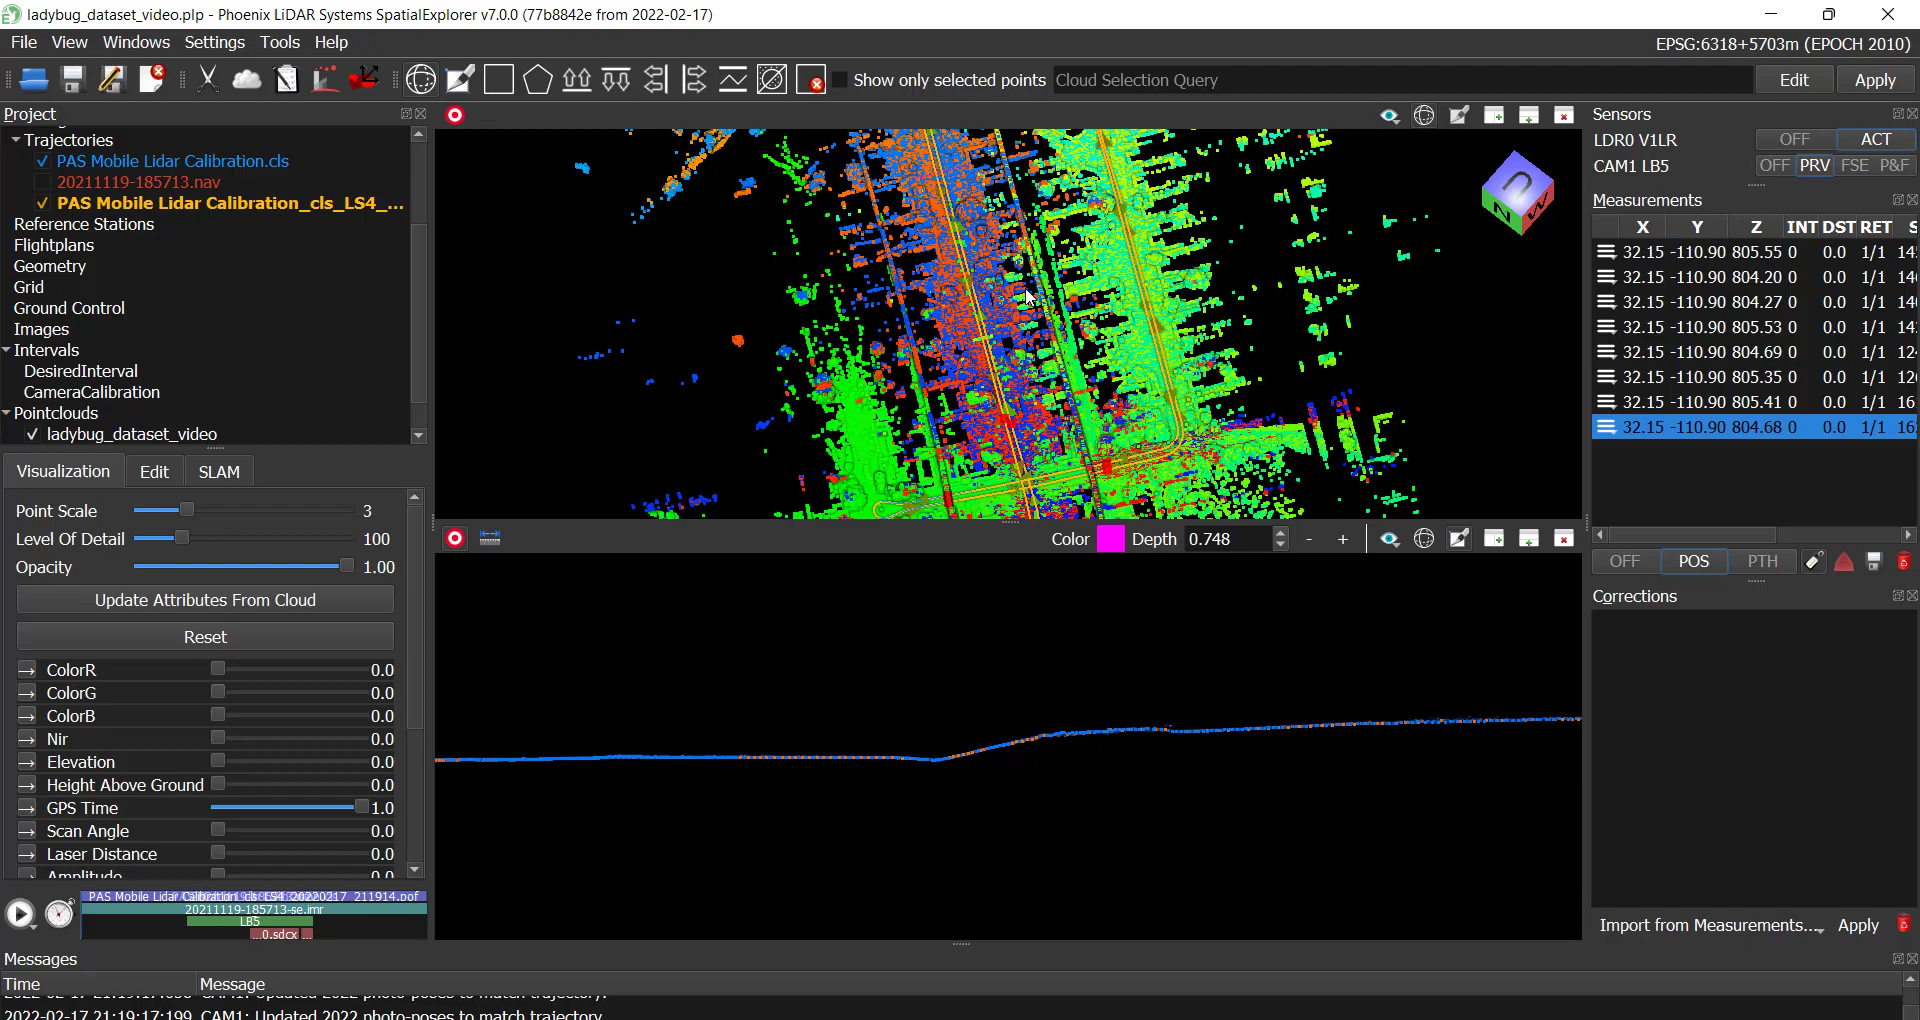 ladybug_dataset_video.plp - Phoenix LiDAR Systems SpatialExplorer v7.0.0 (77b8842e from 2022-02-17)
File View Windows Settings Tools Help
EPSG:6318+5703m (EPOCH 2010)
Show only selected points Cloud Selection Query Edit Apply
Project
Trajectories
PAS Mobile Lidar Calibration.cls
20211119-185713.nav
PAS Mobile Lidar Calibration_cls_LS4_...
Reference Stations
Flightplans
Geometry
Grid
Ground Control
Images
Intervals
DesiredInterval
CameraCalibration
Pointclouds
ladybug_dataset_video
Visualization Edit SLAM
Point Scale 3
Level Of Detail 100
Opacity 1.00
Update Attributes From Cloud
Reset
ColorR 0.0
ColorG 0.0
ColorB 0.0
Nir 0.0
Elevation 0.0
Height Above Ground 0.0
GPS Time 1.0
Scan Angle 0.0
Laser Distance 0.0
Amplitude 0.0
20211119-185713-se.imr
LB5
...0.sdcx ...
N W
Color Depth 0.748 - +
Sensors
LDR0 V1LR OFF ACT
CAM1 LB5 OFF PRV FSE P&F
Measurements
X Y Z INT DST RET S
32.15 -110.90 805.55 0 0.0 1/1 14
32.15 -110.90 804.20 0 0.0 1/1 14
32.15 -110.90 804.27 0 0.0 1/1 14
32.15 -110.90 805.53 0 0.0 1/1 14
32.15 -110.90 804.69 0 0.0 1/1 12
32.15 -110.90 805.35 0 0.0 1/1 12
32.15 -110.90 805.41 0 0.0 1/1 16
32.15 -110.90 804.68 0 0.0 1/1 16
OFF POS PTH
Corrections
Import from Measurements... Apply
Messages
Time Message
2022-02-17 21:19:17:199 CAM1: Updated 2022 photo-poses to match trajectory.